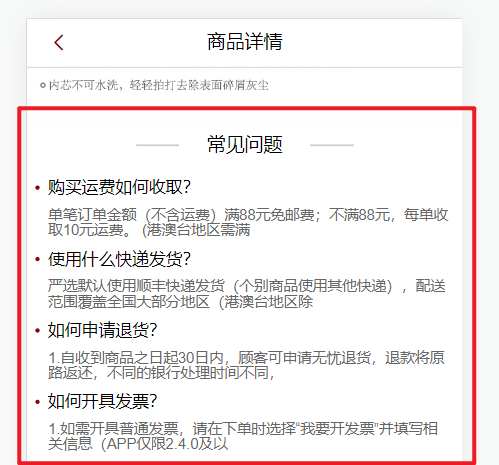 商品详情
内芯不可水洗，轻轻拍打去除表面碎屑灰尘
常见问题
购买运费如何收取？
单笔订单金额（不含运费）满88元免邮费；不满88元，每单收
取10元运费。 (港澳台地区需满
使用什么快递发货？
严选默认使用顺丰快递发货（个别商品使用其他快递），配送
范围覆盖全国大部分地区（港澳台地区除
如何申请退货？
1.自收到商品之日起30日内，顾客可申请无忧退货，退款将原
路返还，不同的银行处理时间不同，
如何开具发票？
1.如需开具普通发票，请在下单时选择“我要开发票”并填写相
关信息（APP仅限2.4.0及以